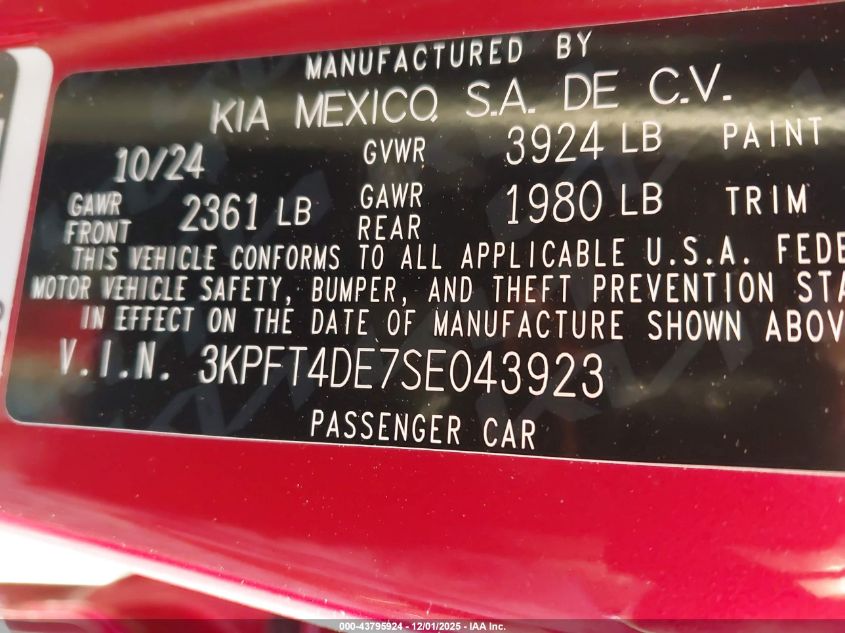 MANUFACTURED BY
KIA MEXICO, S.A. DE C.V.
10/24 GVWR 3924 LB PAINT
GAWR FRONT 2361 LB GAWR REAR 1980 LB TRIM
THIS VEHICLE CONFORMS TO ALL APPLICABLE U.S.A. FEDE
MOTOR VEHICLE SAFETY, BUMPER, AND THEFT PREVENTION STA
IN EFFECT ON THE DATE OF MANUFACTURE SHOWN ABOV
V.I.N. 3KPFT4DE7SE043923
PASSENGER CAR
000-43795924 - 12/01/2025 - IAA Inc.